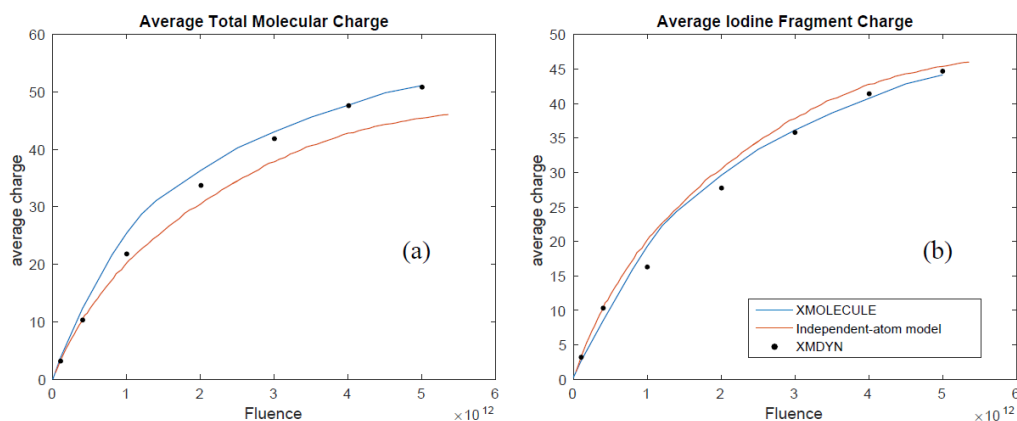 Average Total Molecular Charge
60
50
40
30
20
10
0
average charge
(a)
0 1 2 3 4 5 6
Fluence
×10^12
Average Iodine Fragment Charge
50
45
40
35
30
25
20
15
10
5
0
average charge
(b)
XMOLECULE
Independent-atom model
XMDYN
0 1 2 3 4 5 6
Fluence
×10^12